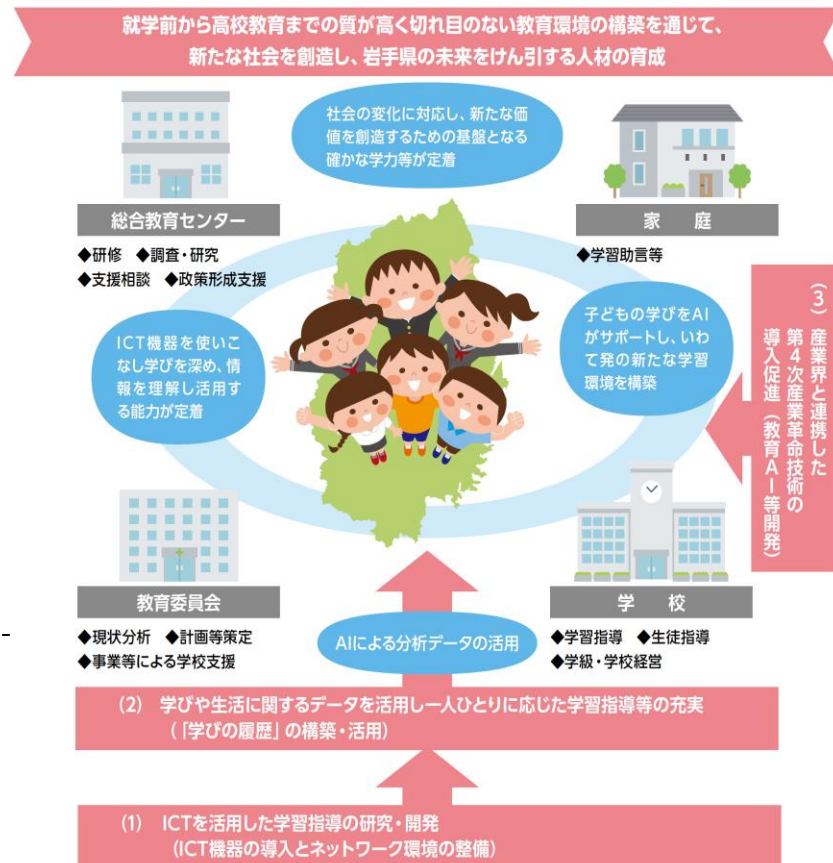 就学前から高校教育までの質が高く切れ目のない教育環境の構築を通じて、
新たな社会を創造し、岩手県の未来をけん引する人材の育成
社会の変化に対応し、新たな価
値を創造するための基盤となる
確かな学力等が定着
総合教育センター
◆研修 ◆調査・研究
◆支援相談 ◆政策形成支援
家 庭
◆学習助言等
ICT機器を使いこ
なし学びを深め、情
報を理解し活用す
る能力が定着
子どもの学びをAI
がサポートし、いわ
て発の新たな学習
環境を構築
(3) 産業界と連携した
第4次産業革命技術の
導入促進(教育AI等開発)
教育委員会
◆現状分析 ◆計画等策定
◆事業等による学校支援
学 校
◆学習指導 ◆生徒指導
◆学級・学校経営
AIによる分析データの活用
(2) 学びや生活に関するデータを活用し一人ひとりに応じた学習指導等の充実
(「学びの履歴」の構築・活用)
(1) ICTを活用した学習指導の研究・開発
(ICT機器の導入とネットワーク環境の整備)